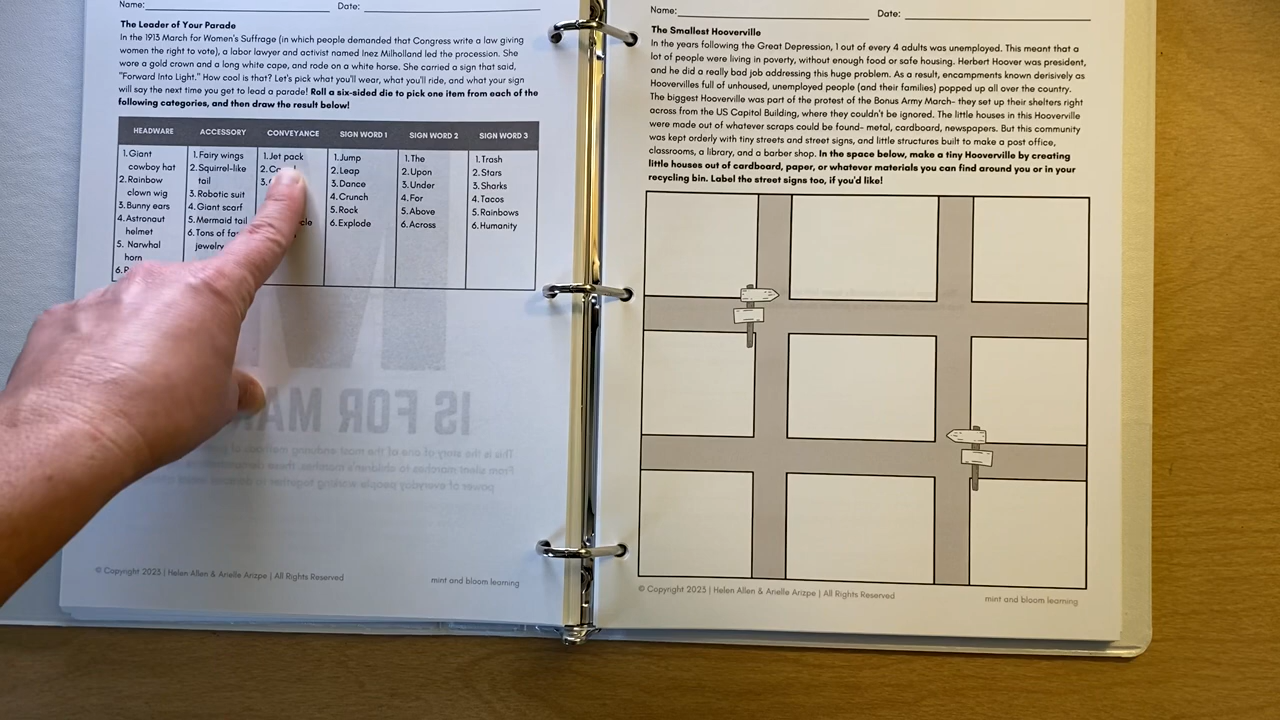 Name: Date:
The Leader of Your Parade
In the 1913 March for Women's Suffrage (in which people demanded that Congress write a law giving
women the right to vote), a labor lawyer and activist named Inez Milholland led the procession. She
wore a gold crown and a long white cape, and rode on a white horse. She carried a sign that said,
"Forward Into Light." How cool is that? Let's pick what you'll wear, what you'll ride, and what your sign
will say the next time you get to lead a parade! Roll a six-sided die to pick one item from each of the
following categories, and then draw the result below!
HEADWARE ACCESSORY CONVEYANCE SIGN WORD 1 SIGN WORD 2 SIGN WORD 3
1. Giant
cowboy hat
2. Rainbow
clown wig
3. Bunny ears
4. Astronaut
helmet
5. Narwhal
horn
6.
1. Fairy wings
2. Squirrel-like
tail
3. Robotic suit
4. Giant scarf
5. Mermaid tail
6. Tons of
jewelry
1. Jet pack
2.
3.
1. Jump
2. Leap
3. Dance
4. Crunch
5. Rock
6. Explode
1. The
2. Upon
3. Under
4. For
5. Above
6. Across
1. Trash
2. Stars
3. Sharks
4. Tacos
5. Rainbows
6. Humanity
IS FOR MAR
© Copyright 2023 | Helen Allen & Arielle Arizpe | All Rights Reserved
mint and bloom learning
Name: Date:
The Smallest Hooverville
In the years following the Great Depression, 1 out of every 4 adults was unemployed. This meant that a
lot of people were living in poverty, without enough food or safe housing. Herbert Hoover was president,
and he did a really bad job addressing this huge problem. As a result, encampments known derisively as
Hoovervilles full of unhoused, unemployed people (and their families) popped up all over the country.
The biggest Hooverville was part of the protest of the Bonus Army March- they set up their shelters right
across from the US Capitol Building, where they couldn't be ignored. The little houses in this Hooverville
were made out of whatever scraps could be found- metal, cardboard, newspapers. But this community
was kept orderly with tiny streets and street signs, and little structures built to make a post office,
classrooms, a library, and a barber shop. In the space below, make a tiny Hooverville by creating
little houses out of cardboard, paper, or whatever materials you can find around you or in your
recycling bin. Label the street signs too, if you'd like!
© Copyright 2023 | Helen Allen & Arielle Arizpe | All Rights Reserved
mint and bloom learning